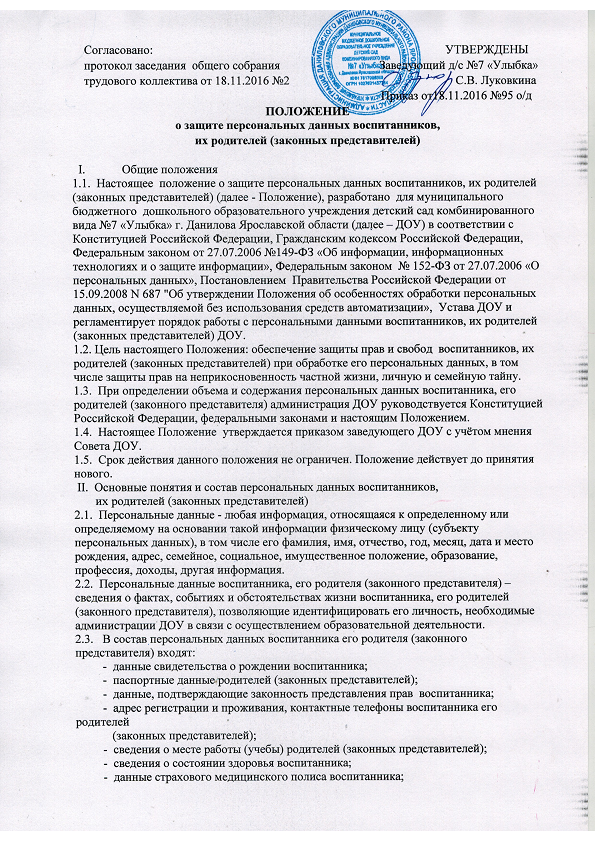 Согласовано: УТВЕРЖДЕНЫ
протокол заседания общего собрания Заведующий д/с №7 «Улыбка»
трудового коллектива от 18.11.2016 №2 С.В. Луковкина
Приказ от18.11.2016 №95 о/д
ПОЛОЖЕНИЕ
о защите персональных данных воспитанников,
их родителей (законных представителей)
I. Общие положения
1.1. Настоящее положение о защите персональных данных воспитанников, их родителей
(законных представителей) (далее - Положение), разработано для муниципального
бюджетного дошкольного образовательного учреждения детский сад комбинированного
вида №7 «Улыбка» г. Данилова Ярославской области (далее – ДОУ) в соответствии с
Конституцией Российской Федерации, Гражданским кодексом Российской Федерации,
Федеральным законом от 27.07.2006 №149-ФЗ «Об информации, информационных
технологиях и о защите информации», Федеральным законом № 152-ФЗ от 27.07.2006 «О
персональных данных», Постановлением Правительства Российской Федерации от
15.09.2008 N 687 "Об утверждении Положения об особенностях обработки персональных
данных, осуществляемой без использования средств автоматизации», Устава ДОУ и
регламентирует порядок работы с персональными данными воспитанников, их родителей
(законных представителей) ДОУ.
1.2. Цель настоящего Положения: обеспечение защиты прав и свобод воспитанников, их
родителей (законных представителей) при обработке его персональных данных, в том
числе защиты прав на неприкосновенность частной жизни, личную и семейную тайну.
1.3. При определении объема и содержания персональных данных воспитанника, его
родителей (законного представителя) администрация ДОУ руководствуется Конституцией
Российской Федерации, федеральными законами и настоящим Положением.
1.4. Настоящее Положение утверждается приказом заведующего ДОУ с учётом мнения
Совета ДОУ.
1.5. Срок действия данного положения не ограничен. Положение действует до принятия
нового.
II. Основные понятия и состав персональных данных воспитанников,
их родителей (законных представителей)
2.1. Персональные данные - любая информация, относящаяся к определенному или
определяемому на основании такой информации физическому лицу (субъекту
персональных данных), в том числе его фамилия, имя, отчество, год, месяц, дата и место
рождения, адрес, семейное, социальное, имущественное положение, образование,
профессия, доходы, другая информация.
2.2. Персональные данные воспитанника, его родителя (законного представителя) –
сведения о фактах, событиях и обстоятельствах жизни воспитанника, его родителей
(законного представителя), позволяющие идентифицировать его личность, необходимые
администрации ДОУ в связи с осуществлением образовательной деятельности.
2.3. В состав персональных данных воспитанника его родителя (законного
представителя) входят:
- данные свидетельства о рождении воспитанника;
- паспортные данные родителей (законных представителей);
- данные, подтверждающие законность представления прав воспитанника;
- адрес регистрации и проживания, контактные телефоны воспитанника его
родителей
(законных представителей);
- сведения о месте работы (учебы) родителей (законных представителей);
- сведения о состоянии здоровья воспитанника;
- данные страхового медицинского полиса воспитанника;